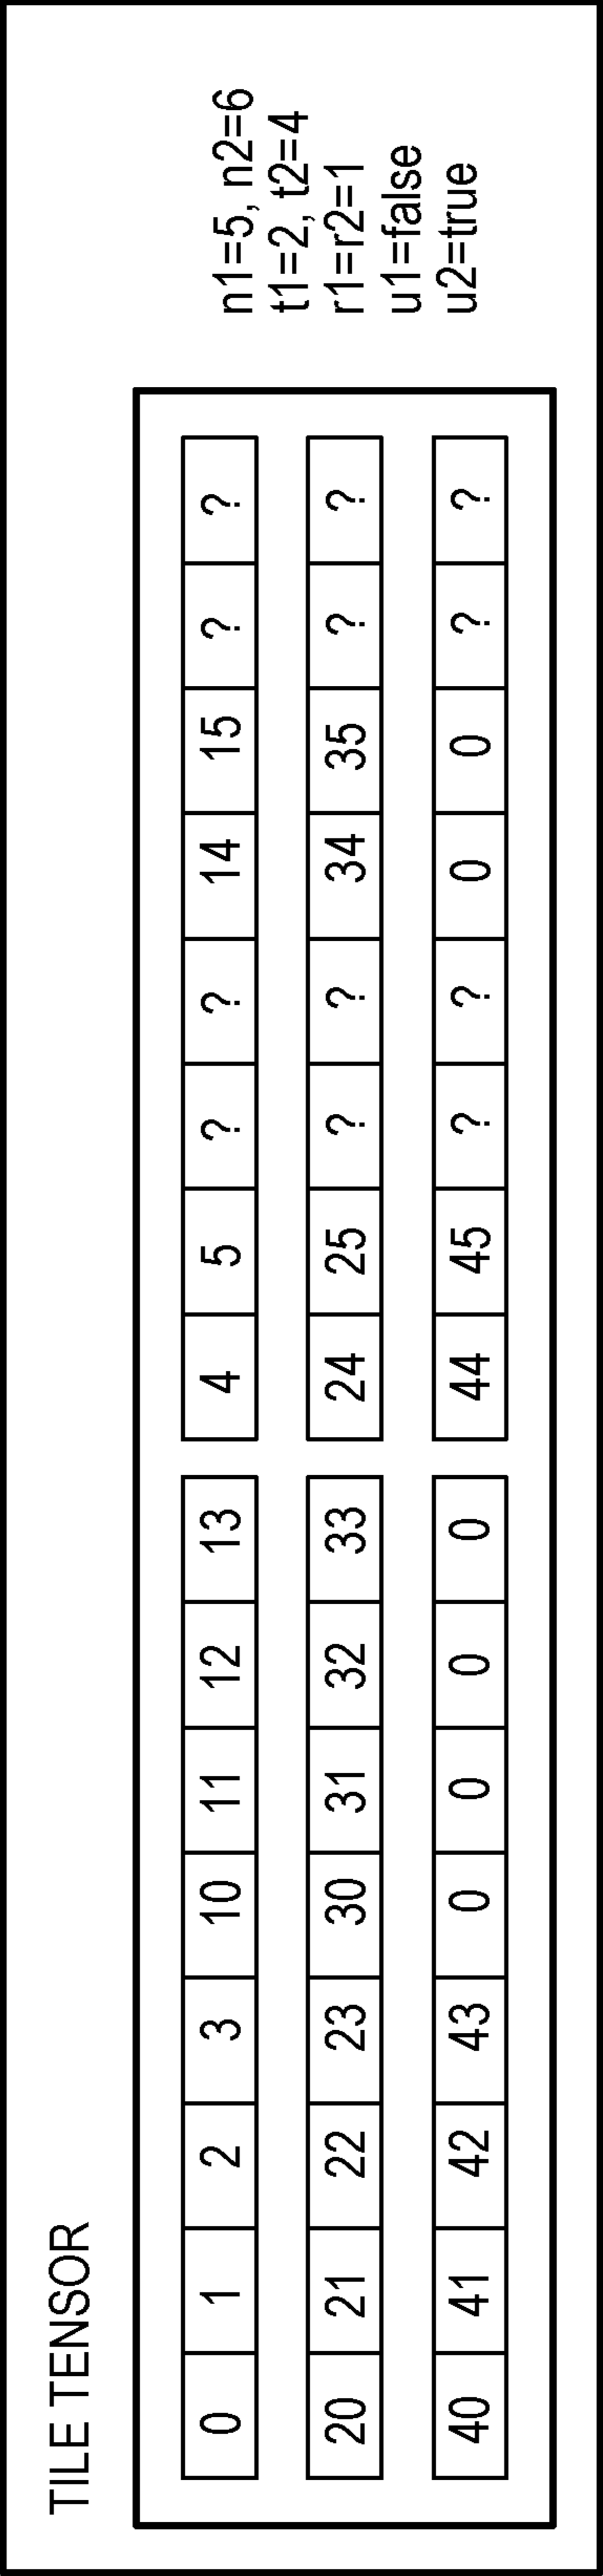 TILE TENSOR
0 1 2 3 10 11 12 13 4 5 ? ? 14 15 ? ?
20 21 22 23 30 31 32 33 24 25 ? ? 34 35 ? ?
40 41 42 43 0 0 0 0 44 45 ? ? 0 0 ? ?
n1=5, n2=6
t1=2, t2=4
r1=r2=1
u1=false
u2=true